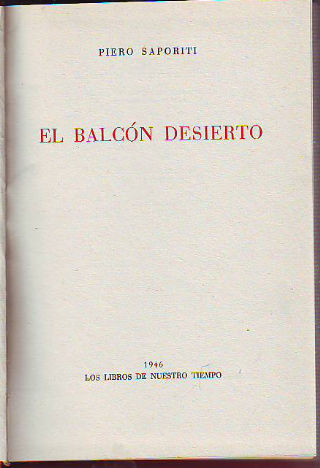 PIERO SAPORITI
EL BALCÓN DESIERTO
1946
LOS LIBROS DE NUESTRO TIEMPO